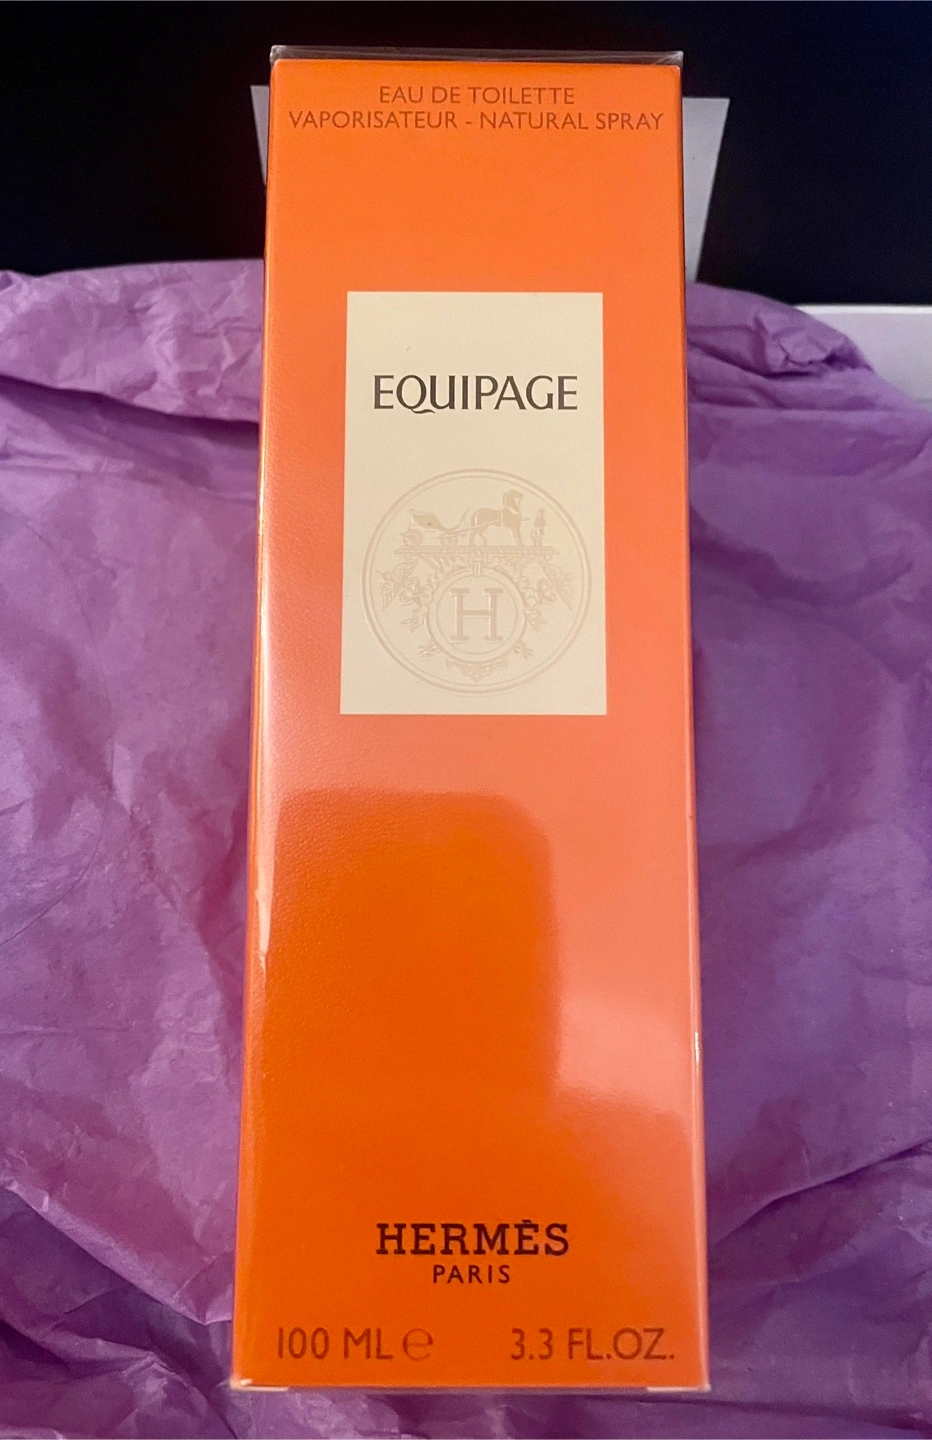 EAU DE TOILETTE
VAPORISATEUR - NATURAL SPRAY
EQUIPAGE
H
HERMÈS
PARIS
100 ML ℮ 3.3 FL.OZ.